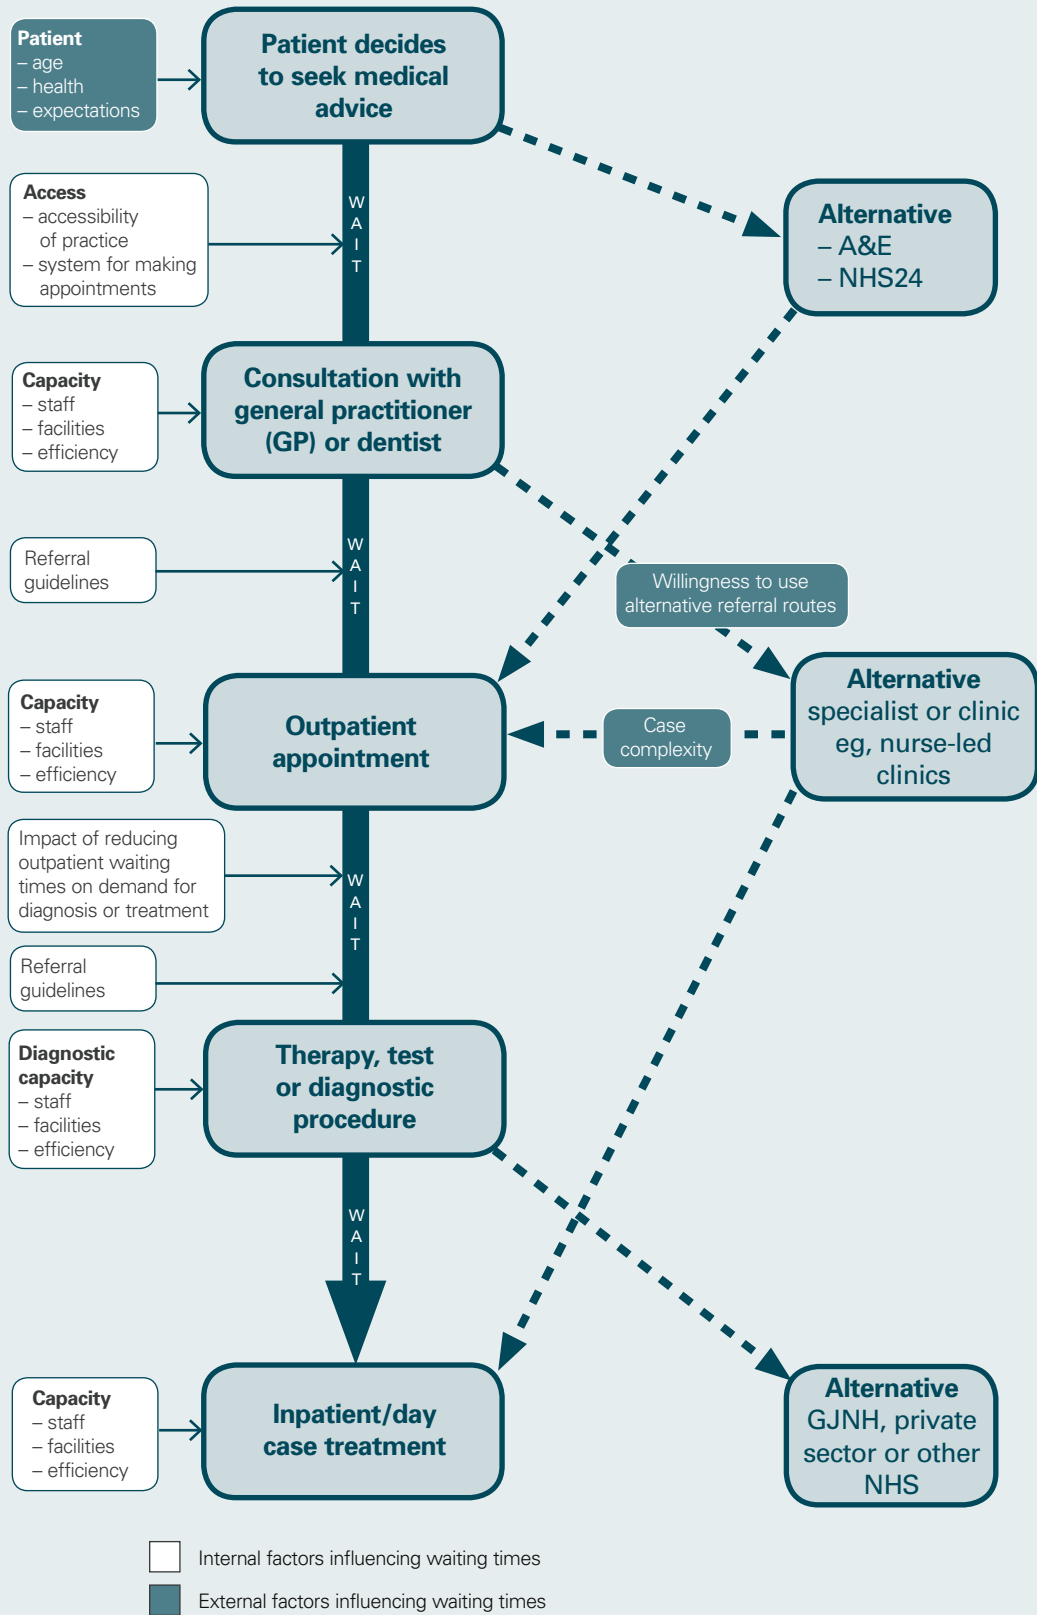 Patient
– age
– health
– expectations
Patient decides
to seek medical
advice
Access
– accessibility
of practice
– system for making
appointments
WAIT
Alternative
– A&E
– NHS24
Capacity
– staff
– facilities
– efficiency
Consultation with
general practitioner
(GP) or dentist
Referral
guidelines
WAIT
Willingness to use
alternative referral routes
Capacity
– staff
– facilities
– efficiency
Outpatient
appointment
Case
complexity
Alternative
specialist or clinic
eg, nurse-led
clinics
Impact of reducing
outpatient waiting
times on demand for
diagnosis or treatment
WAIT
Referral
guidelines
Diagnostic
capacity
– staff
– facilities
– efficiency
Therapy, test
or diagnostic
procedure
WAIT
Capacity
– staff
– facilities
– efficiency
Inpatient/day
case treatment
Alternative
GJNH, private
sector or other
NHS
Internal factors influencing waiting times
External factors influencing waiting times